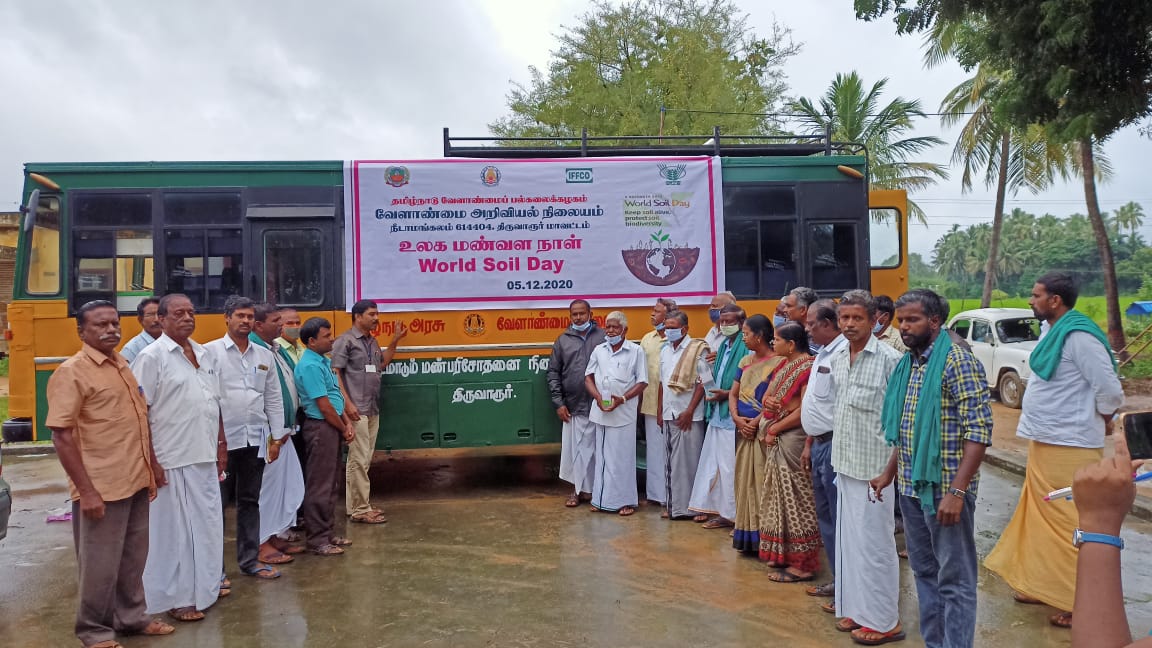 IFFCO
தமிழ்நாடு வேளாண்மைப் பல்கலைக்கழகம்
வேளாண்மை அறிவியல் நிலையம்
நீடாமங்கலம் 614404. திருவாரூர் மாவட்டம்
உலக மண்வள நாள்
World Soil Day
05.12.2020
World Soil Day
Keep soil alive,
protect soil
biodiversity
அரசு வேளாண்மை
மண் பரிசோதனை
திருவாரூர்.